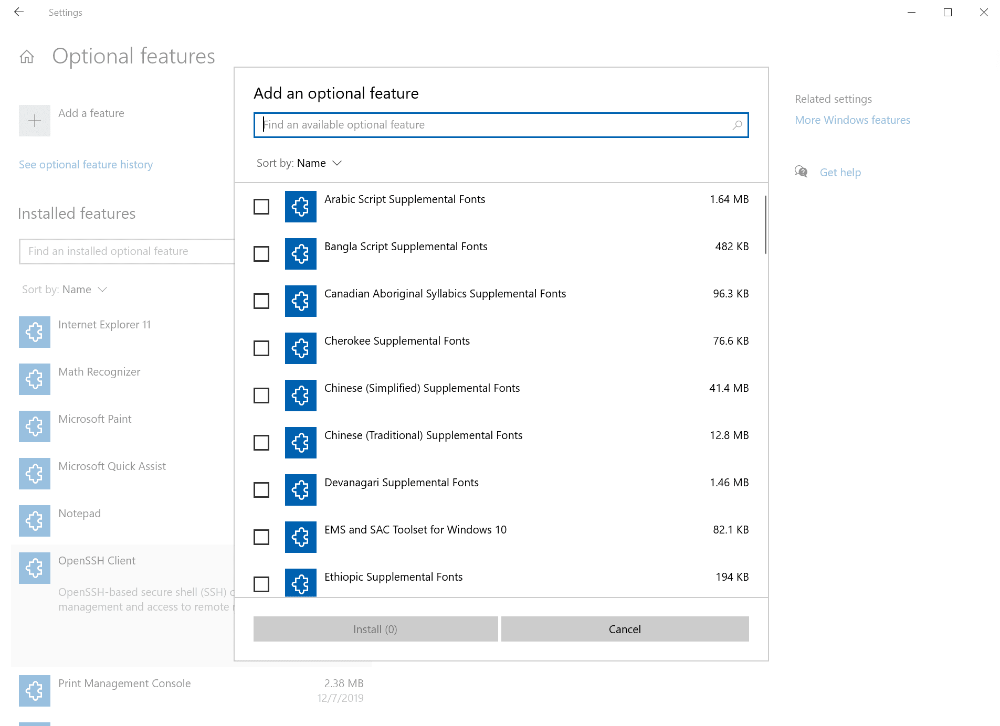 Settings
Optional features
Add a feature
See optional feature history
Installed features
Find an installed optional feature
Sort by: Name
Internet Explorer 11
Math Recognizer
Microsoft Paint
Microsoft Quick Assist
Notepad
OpenSSH Client
OpenSSH-based secure shell (SSH)
management and access to remote
Print Management Console
2.38 MB
12/7/2019
Add an optional feature
Find an available optional feature
Sort by: Name
Arabic Script Supplemental Fonts 1.64 MB
Bangla Script Supplemental Fonts 482 KB
Canadian Aboriginal Syllabics Supplemental Fonts 96.3 KB
Cherokee Supplemental Fonts 76.6 KB
Chinese (Simplified) Supplemental Fonts 41.4 MB
Chinese (Traditional) Supplemental Fonts 12.8 MB
Devanagari Supplemental Fonts 1.46 MB
EMS and SAC Toolset for Windows 10 82.1 KB
Ethiopic Supplemental Fonts 194 KB
Install (0)
Cancel
Related settings
More Windows features
Get help